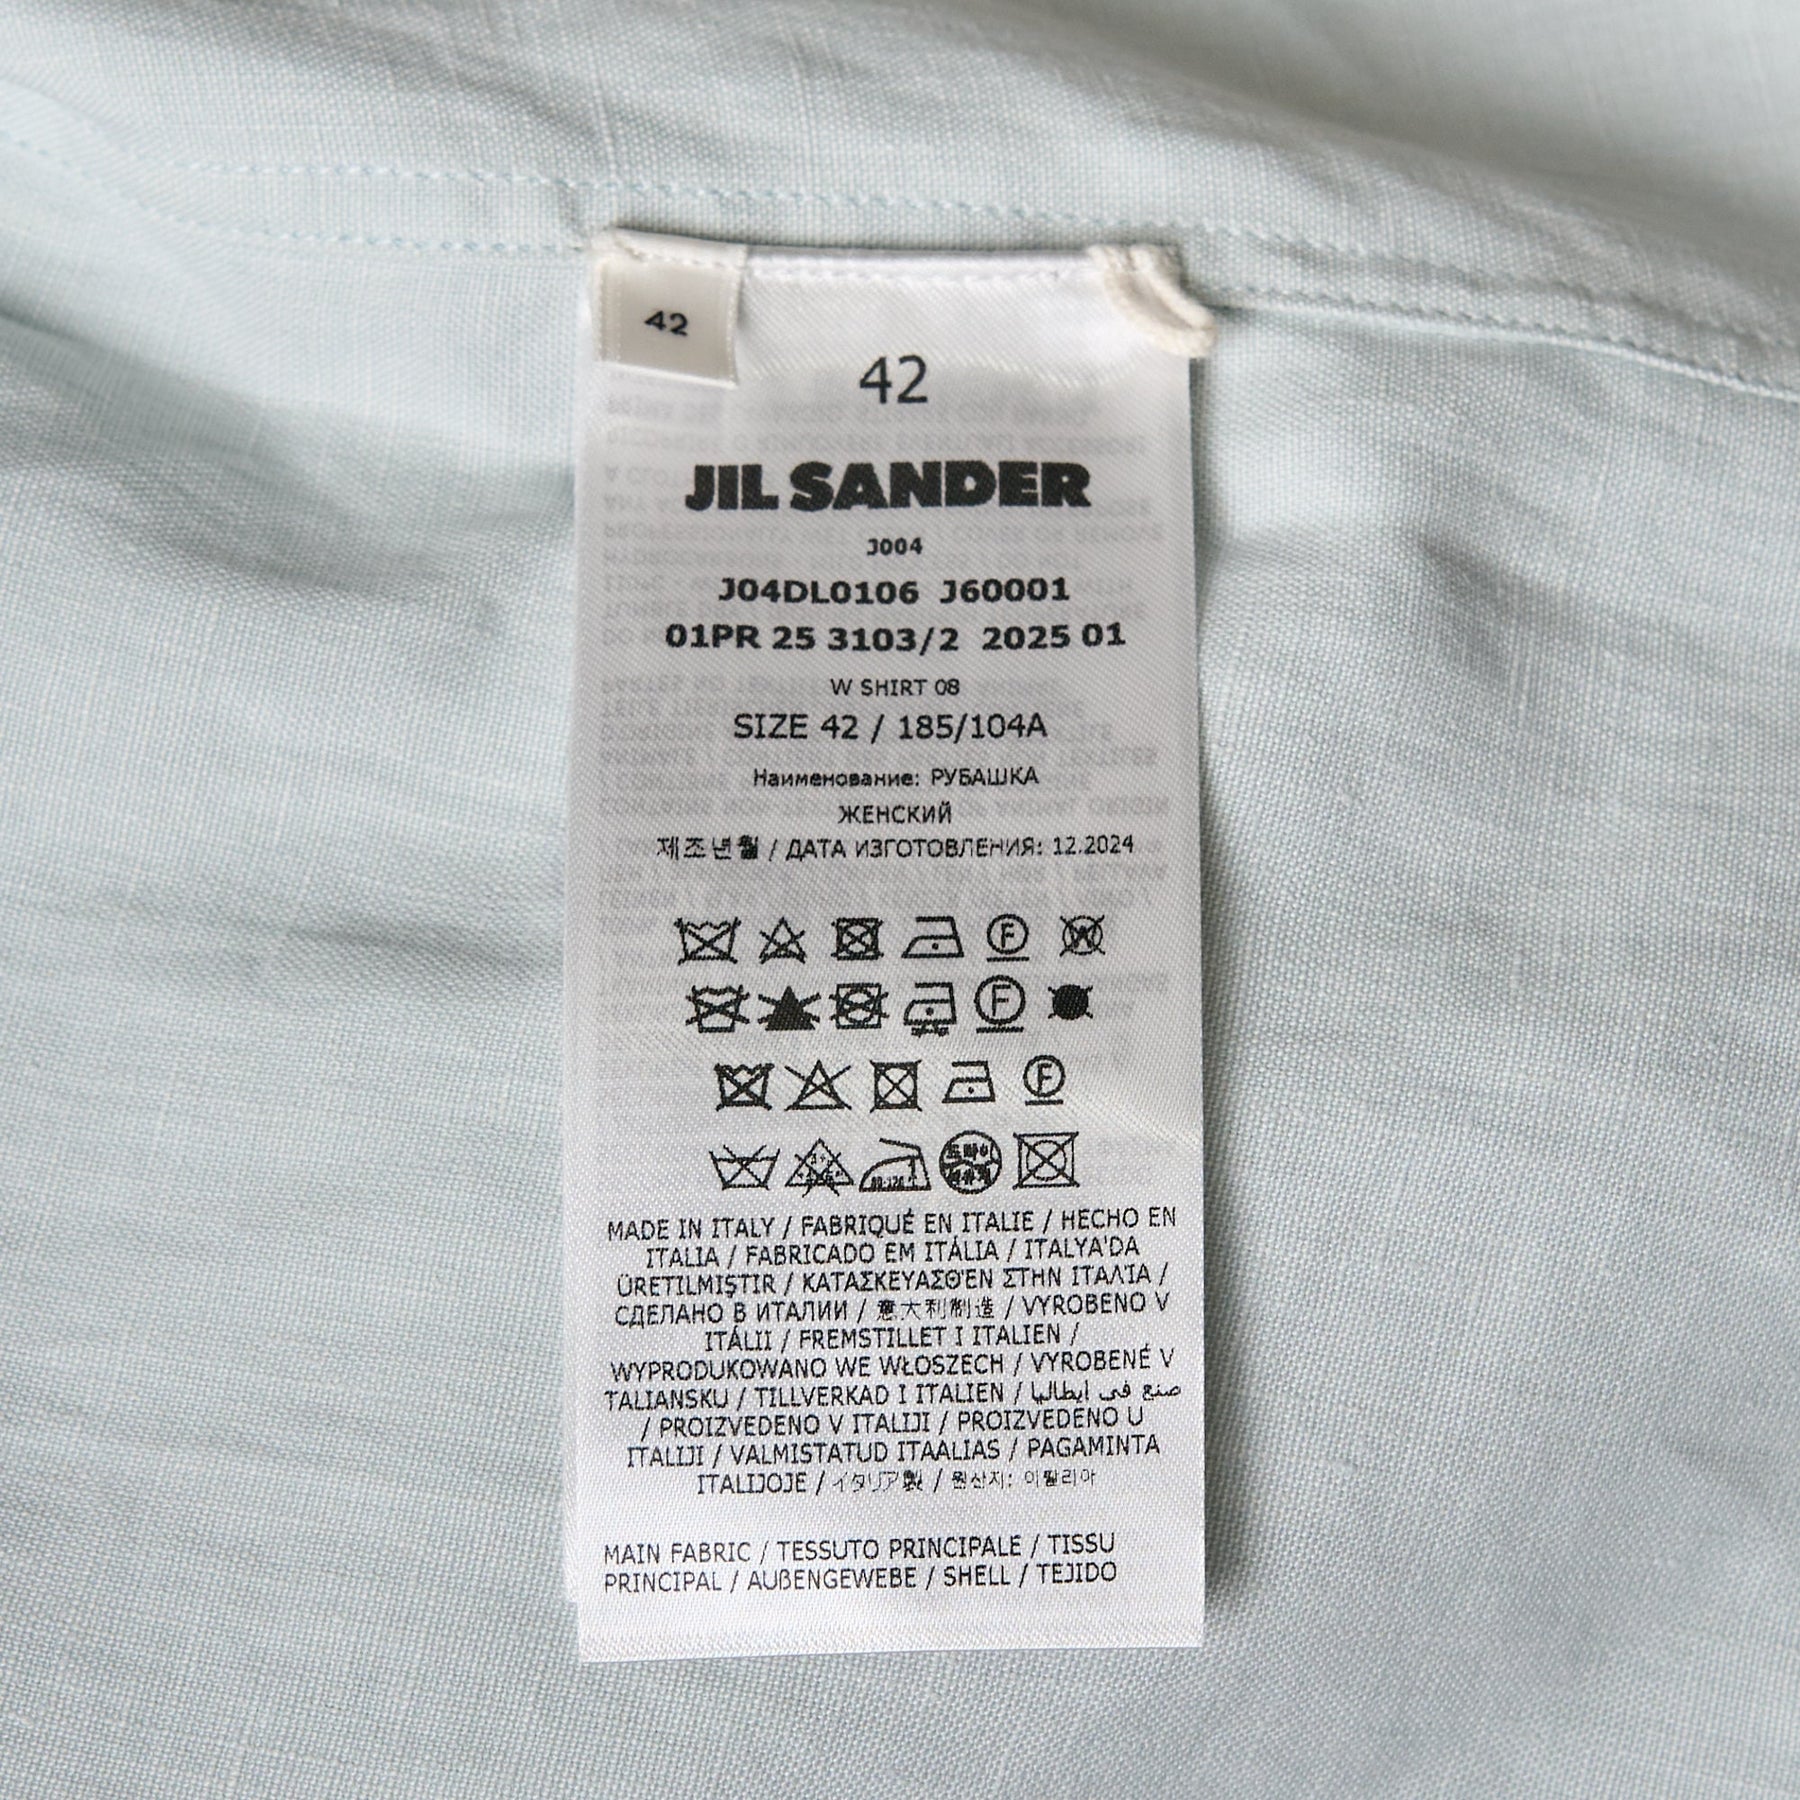 42
42
JIL SANDER
J004
J04DL0106 J60001
01PR 25 3103/2 2025 01
W SHIRT 08
SIZE 42 / 185/104A
Наименование: РУБАШКА
ЖЕНСКИЙ
제조년월 / ДАТА ИЗГОТОВЛЕНИЯ: 12.2024
F W
F
F
MADE IN ITALY / FABRIQUÉ EN ITALIE / HECHO EN
ITALIA / FABRICADO EM ITÁLIA / ITALYA'DA
ÜRETILMIŞTIR / ΚΑΤΑΣΚΕΥΑΣΘΈΝ ΣΤΗΝ ΙΤΑΛΊΑ /
СДЕЛАНО В ИТАЛИИ / 意大利制造 / VYROBENO V
ITÁLII / FREMSTILLET I ITALIEN /
WYPRODUKOWANO WE WŁOSZECH / VYROBENÉ V
TALIANSKU / TILLVERKAD I ITALIEN / صنع في ايطاليا
/ PROIZVEDENO V ITALIJI / PROIZVEDENO U
ITALIJI / VALMISTATUD ITAALIAS / PAGAMINTA
ITALIJOJE / イタリア製 / 원산지: 이탈리아
MAIN FABRIC / TESSUTO PRINCIPALE / TISSU
PRINCIPAL / AUßENGEWEBE / SHELL / TEJIDO